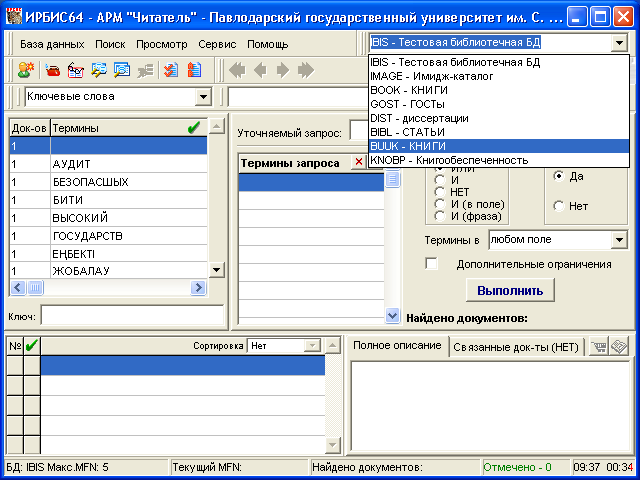 ИРБИС64 - АРМ "Читатель" - Павлодарский государственный университет им. С. ...
База данных Поиск Просмотр Сервис Помощь
IBIS - Тестовая библиотечная БД
IBIS - Тестовая библиотечная БД
IMAGE - Имидж-каталог
BOOK - КНИГИ
GOST - ГОСТы
DIST - диссертации
BIBL - СТАТЬИ
BUUK - КНИГИ
KNOBP - Книгообеспеченность
Ключевые слова
Док-ов Термины
1
1 АУДИТ
1 БЕЗОПАСШЫХ
1 БИТИ
1 ВЫСОКИЙ
1 ГОСУДАРСТВ
1 ЕҢБЕКТІ
1 ЖОБАЛАУ
Ключ:
Уточняемый запрос:
Термины запроса
ИЛИ
И
НЕТ
И (в поле)
И (фраза)
Да
Нет
Термины в любом поле
Дополнительные ограничения
Выполнить
Найдено документов:
№ Сортировка Нет
Полное описание Связанные док-ты (НЕТ)
БД: IBIS Макс.MFN: 5 Текущий MFN: Найдено документов: Отмечено - 0 09:37 00:34